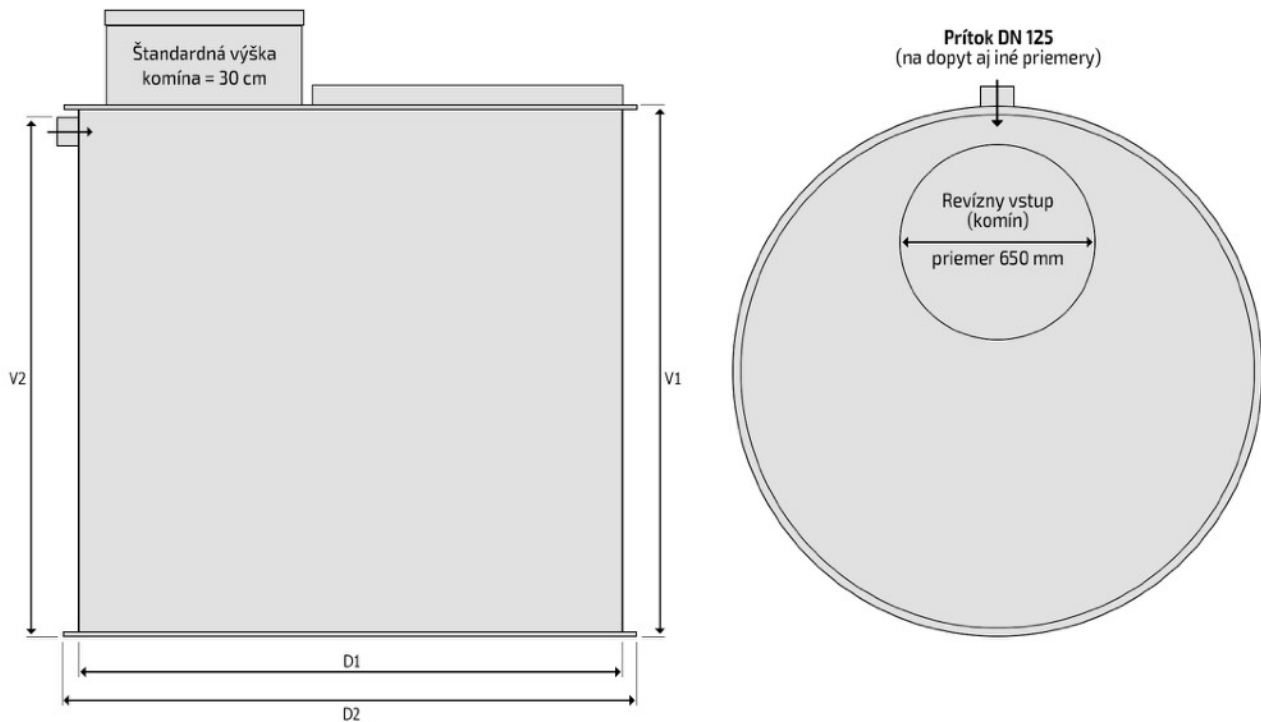 Štandardná výška
komína = 30 cm
V2
V1
D1
D2
Prítok DN 125
(na dopyt aj iné priemery)
Revízny vstup
(komín)
priemer 650 mm